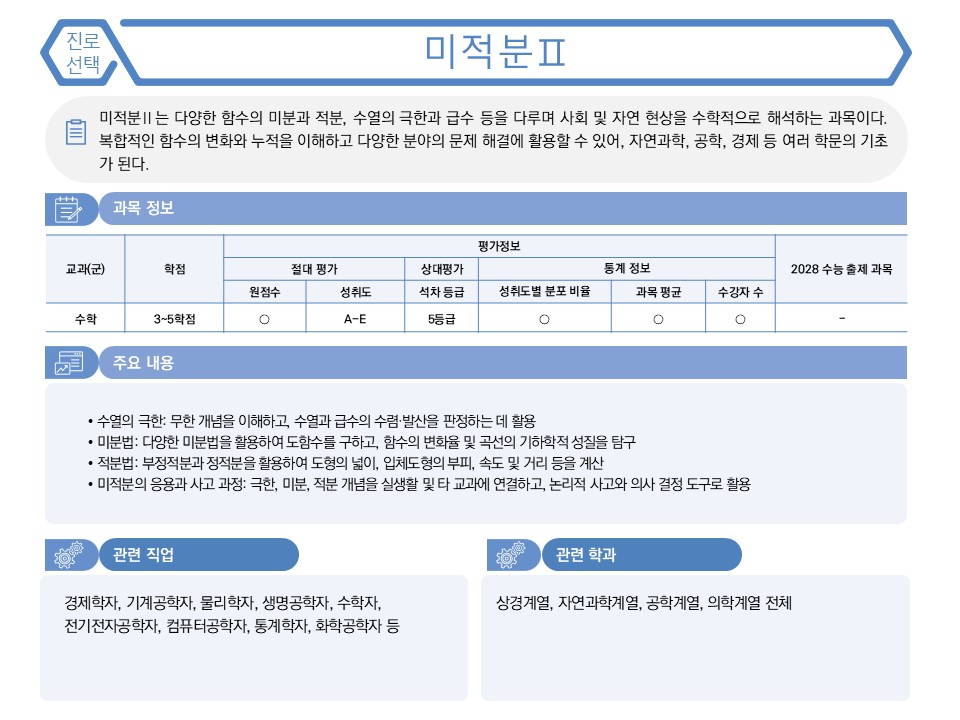 진로
선택
미적분Ⅱ
미적분Ⅱ는 다양한 함수의 미분과 적분, 수열의 극한과 급수 등을 다루며 사회 및 자연 현상을 수학적으로 해석하는 과목이다.
복합적인 함수의 변화와 누적을 이해하고 다양한 분야의 문제 해결에 활용할 수 있어, 자연과학, 공학, 경제 등 여러 학문의 기초
가 된다.
과목 정보
교과(군) 학점 평가정보 2028 수능 출제 과목
절대 평가 상대평가 통계 정보
원점수 성취도 석차 등급 성취도별 분포 비율 과목 평균 수강자 수
수학 3~5학점 ○ A-E 5등급 ○ ○ ○ -
주요 내용
• 수열의 극한: 무한 개념을 이해하고, 수열과 급수의 수렴·발산을 판정하는 데 활용
• 미분법: 다양한 미분법을 활용하여 도함수를 구하고, 함수의 변화율 및 곡선의 기하학적 성질을 탐구
• 적분법: 부정적분과 정적분을 활용하여 도형의 넓이, 입체도형의 부피, 속도 및 거리 등을 계산
• 미적분의 응용과 사고 과정: 극한, 미분, 적분 개념을 실생활 및 타 교과에 연결하고, 논리적 사고와 의사 결정 도구로 활용
관련 직업
경제학자, 기계공학자, 물리학자, 생명공학자, 수학자,
전기전자공학자, 컴퓨터공학자, 통계학자, 화학공학자 등
관련 학과
상경계열, 자연과학계열, 공학계열, 의학계열 전체